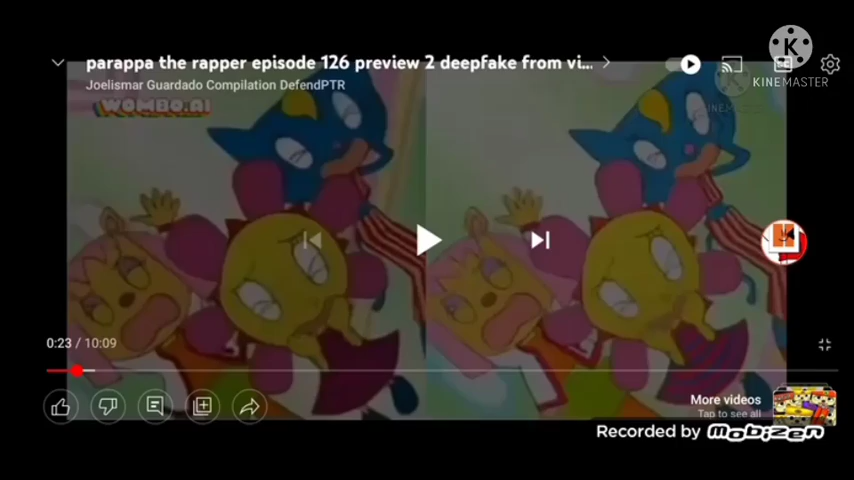 parappa the rapper episode 126 preview 2 deepfake from vi...
Joelismar Guardado Compilation DefendPTR
WOMBO.AI
KINEMASTER
0:23 / 10:09
More videos
Tap to see all
Recorded by mobizen